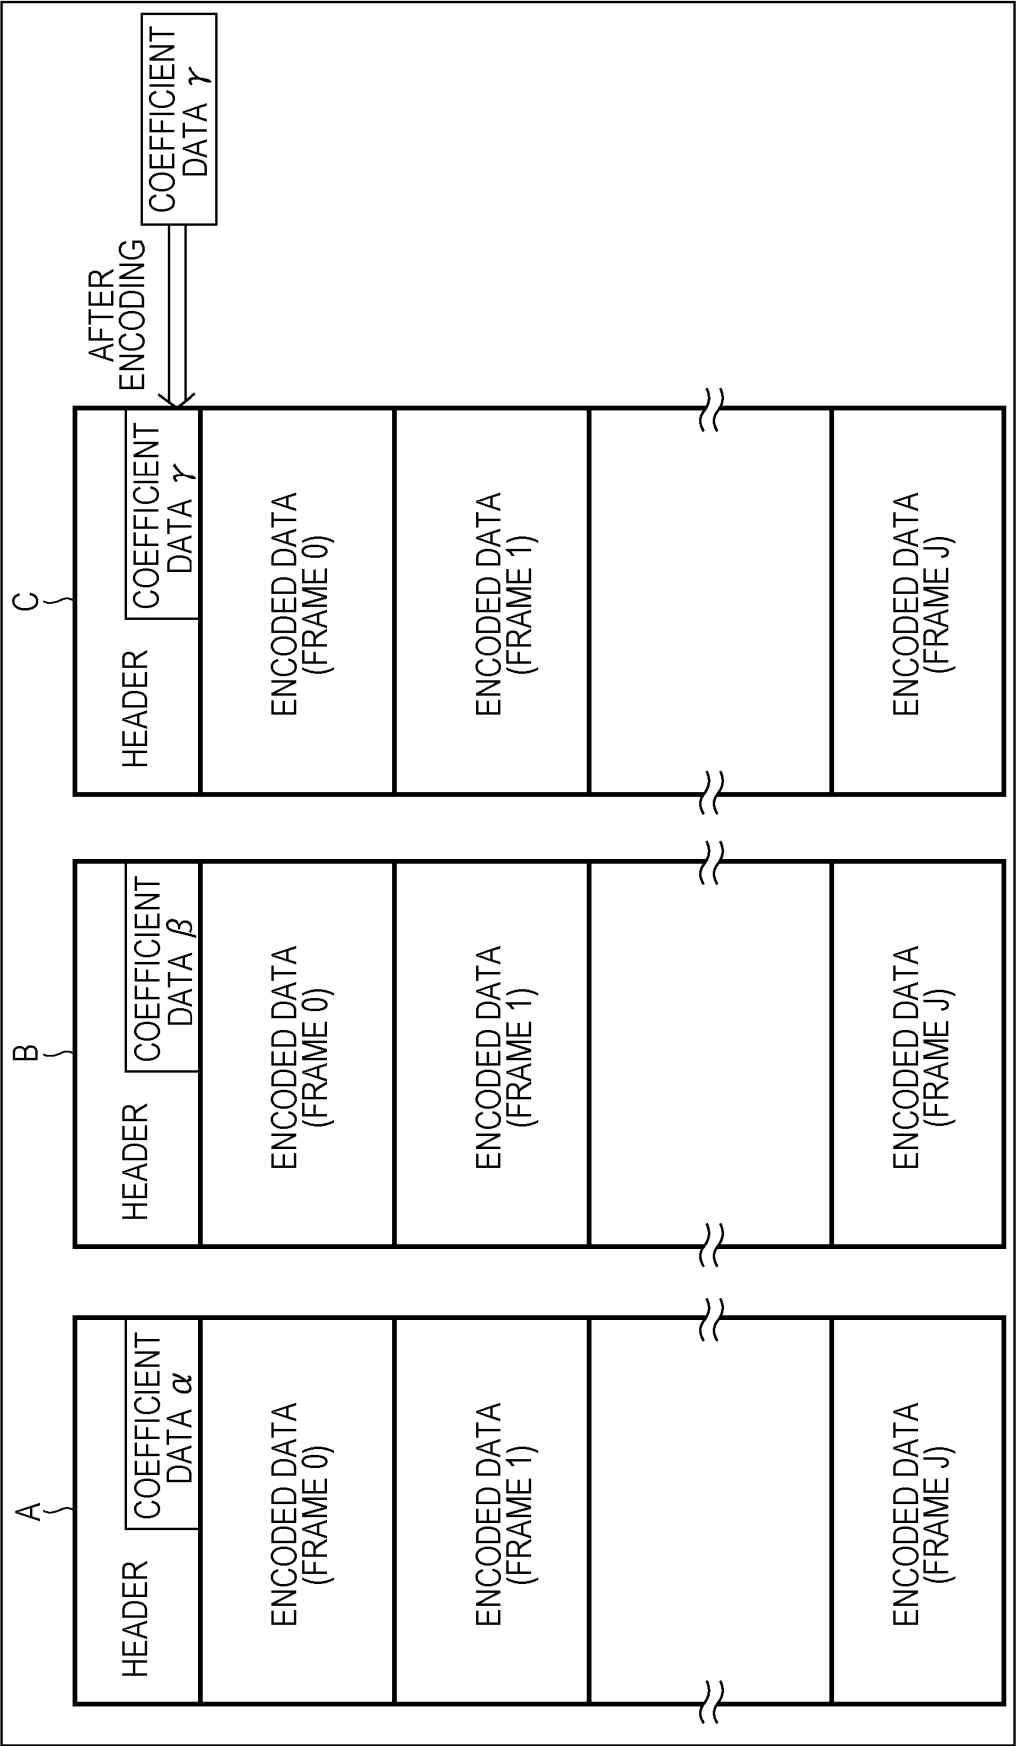 A
HEADER
COEFFICIENT
DATA α
ENCODED DATA
(FRAME 0)
ENCODED DATA
(FRAME 1)
ENCODED DATA
(FRAME J)
B
HEADER
COEFFICIENT
DATA β
ENCODED DATA
(FRAME 0)
ENCODED DATA
(FRAME 1)
ENCODED DATA
(FRAME J)
C
HEADER
COEFFICIENT
DATA γ
ENCODED DATA
(FRAME 0)
ENCODED DATA
(FRAME 1)
ENCODED DATA
(FRAME J)
AFTER
ENCODING
COEFFICIENT
DATA γ